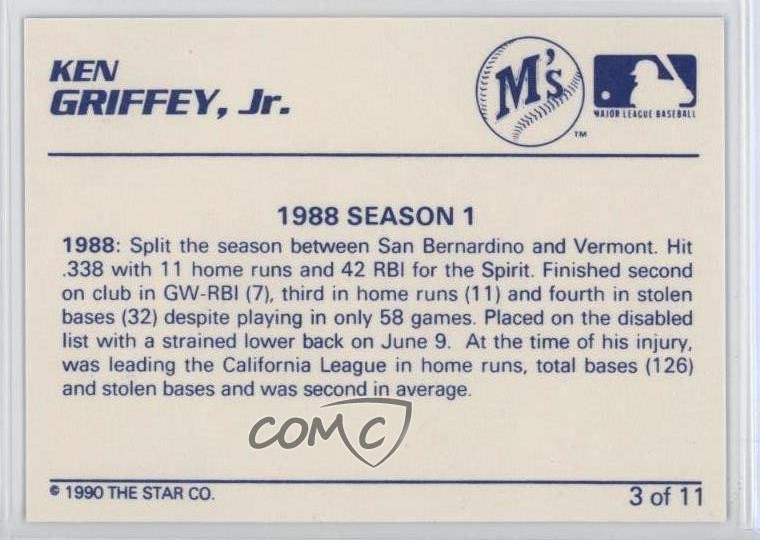 KEN
GRIFFEY, Jr.
M's
TM
MAJOR LEAGUE BASEBALL
1988 SEASON 1
1988: Split the season between San Bernardino and Vermont. Hit
.338 with 11 home runs and 42 RBI for the Spirit. Finished second
on club in GW-RBI (7), third in home runs (11) and fourth in stolen
bases (32) despite playing in only 58 games. Placed on the disabled
list with a strained lower back on June 9. At the time of his injury,
was leading the California League in home runs, total bases (126)
and stolen bases and was second in average.
COMC
© 1990 THE STAR CO.
3 of 11